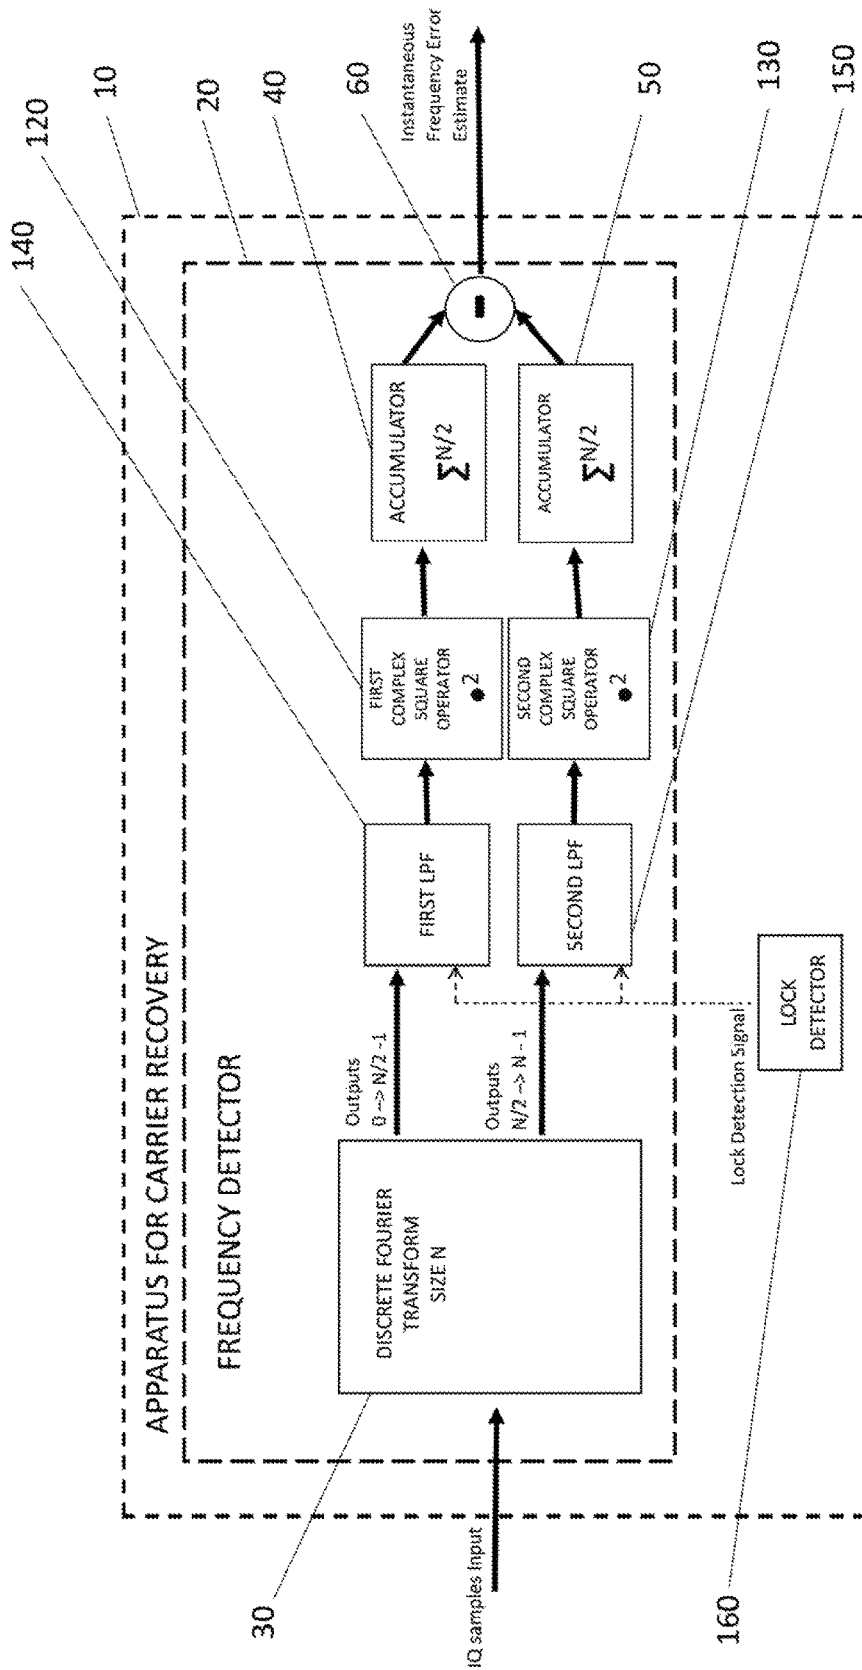 140
120
10
20
40
60
Instantaneous
Frequency Error
Estimate
APPARATUS FOR CARRIER RECOVERY
FREQUENCY DETECTOR
IQ samples Input
DISCRETE FOURIER
TRANSFORM
SIZE N
Outputs
0 --> N/2 -1
Outputs
N/2 --> N - 1
FIRST LPF
SECOND LPF
FIRST
COMPLEX
SQUARE
OPERATOR
●2
SECOND
COMPLEX
SQUARE
OPERATOR
●2
ACCUMULATOR
Σ N/2
ACCUMULATOR
Σ N/2
-
Lock Detection Signal
LOCK
DETECTOR
30
160
50
130
150